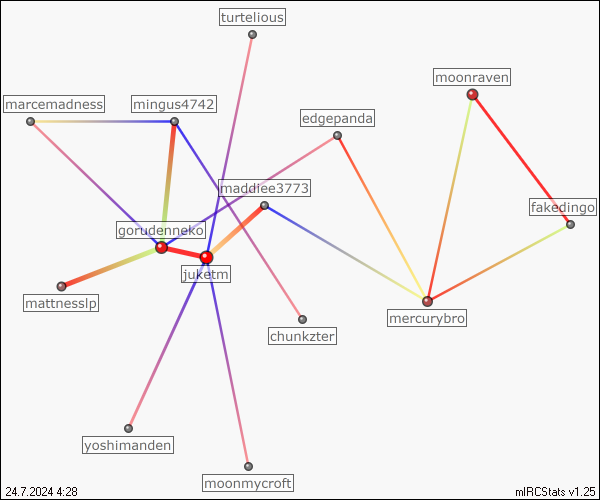 turtelious
moonraven
marcemadness
mingus4742
edgepanda
maddiee3773
fakedingo
gorudenneko
juketm
mattnesslp
mercurybro
chunkzter
yoshimanden
moonmycroft
24.7.2024 4:28
mIRCStats v1.25